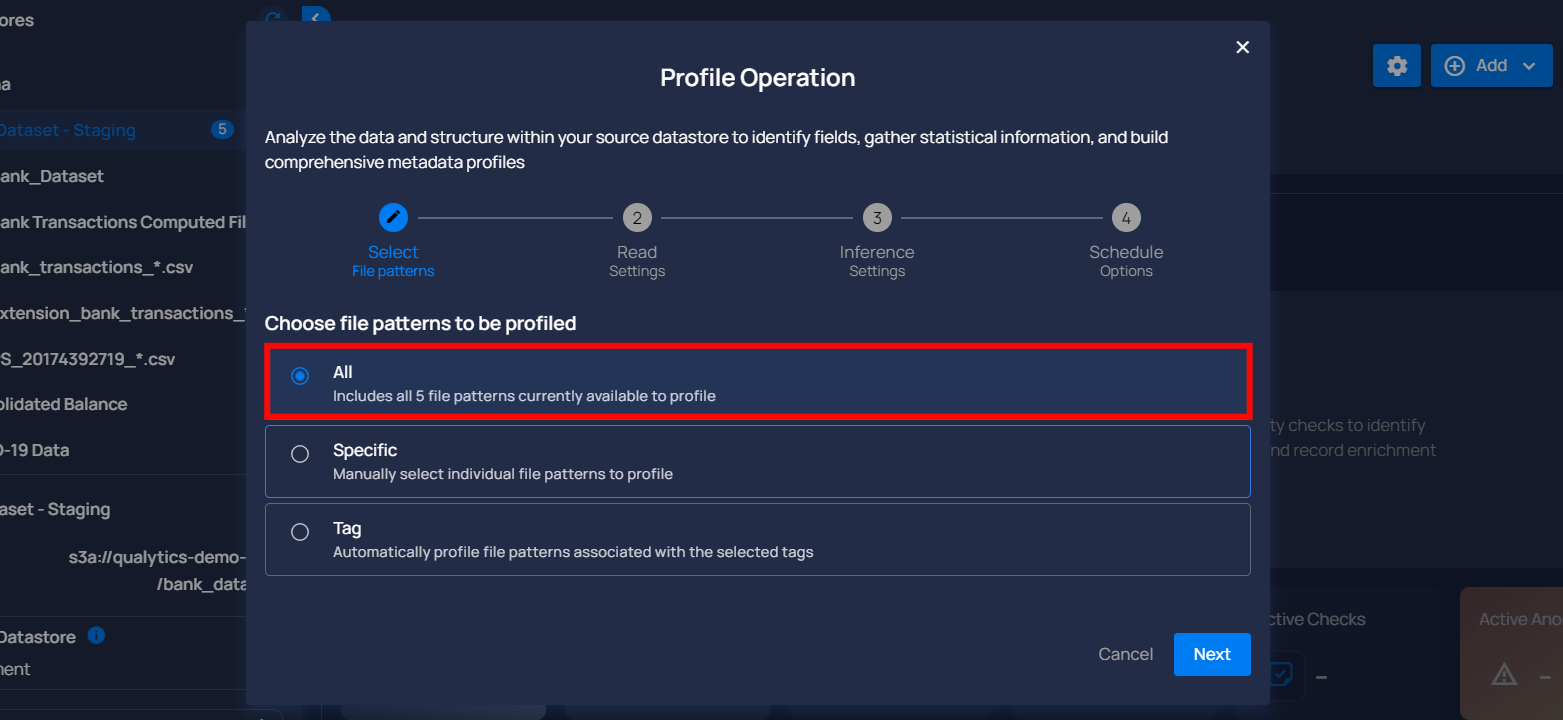 ores
Add
Profile Operation
Analyze the data and structure within your source datastore to identify fields, gather statistical information, and build
comprehensive metadata profiles
2
3
4
Select
File patterns
Read
Settings
Inference
Settings
Schedule
Options
Choose file patterns to be profiled
All
Includes all 5 file patterns currently available to profile
Specific
Manually select individual file patterns to profile
Tag
Automatically profile file patterns associated with the selected tags
Cancel
Next
a
Dataset - Staging
5
ank_Dataset
ank Transactions Computed Fil
ank_transactions_*.csv
xtension_bank_transactions_
S_20174392719_*.csv
olidated Balance
D-19 Data
aset - Staging
s3a://qualytics-demo-
/bank_data
Datastore
ment
ty checks to identify
nd record enrichment
ctive Checks
–
Active Ano
–